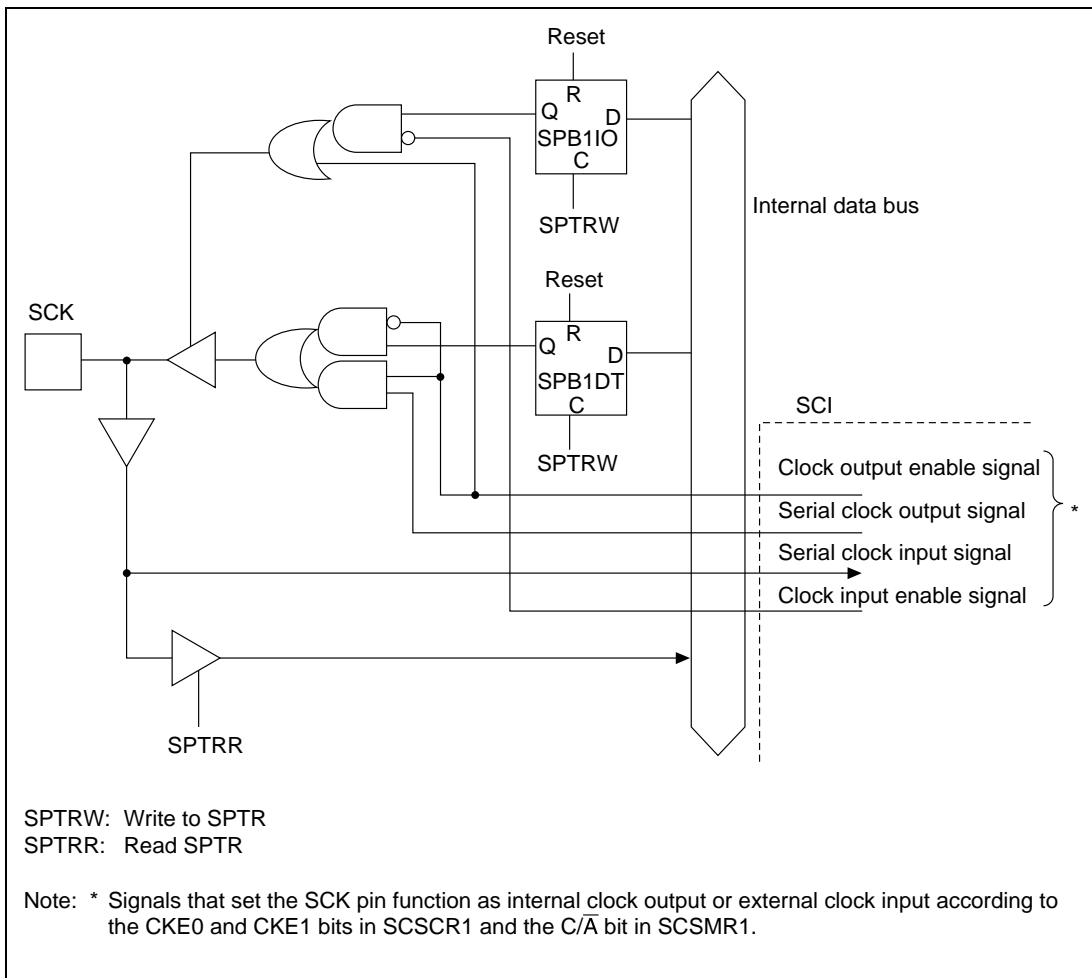 Reset
R
Q
D
SPB1IO
C
SPTRW
Internal data bus
Reset
SCK
R
Q
D
SPB1DT
C
SPTRW
SCI
Clock output enable signal
Serial clock output signal
*
Serial clock input signal
Clock input enable signal
SPTRR
SPTRW: Write to SPTR
SPTRR: Read SPTR
Note: * Signals that set the SCK pin function as internal clock output or external clock input according to
the CKE0 and CKE1 bits in SCSCR1 and the C/A̅ bit in SCSMR1.